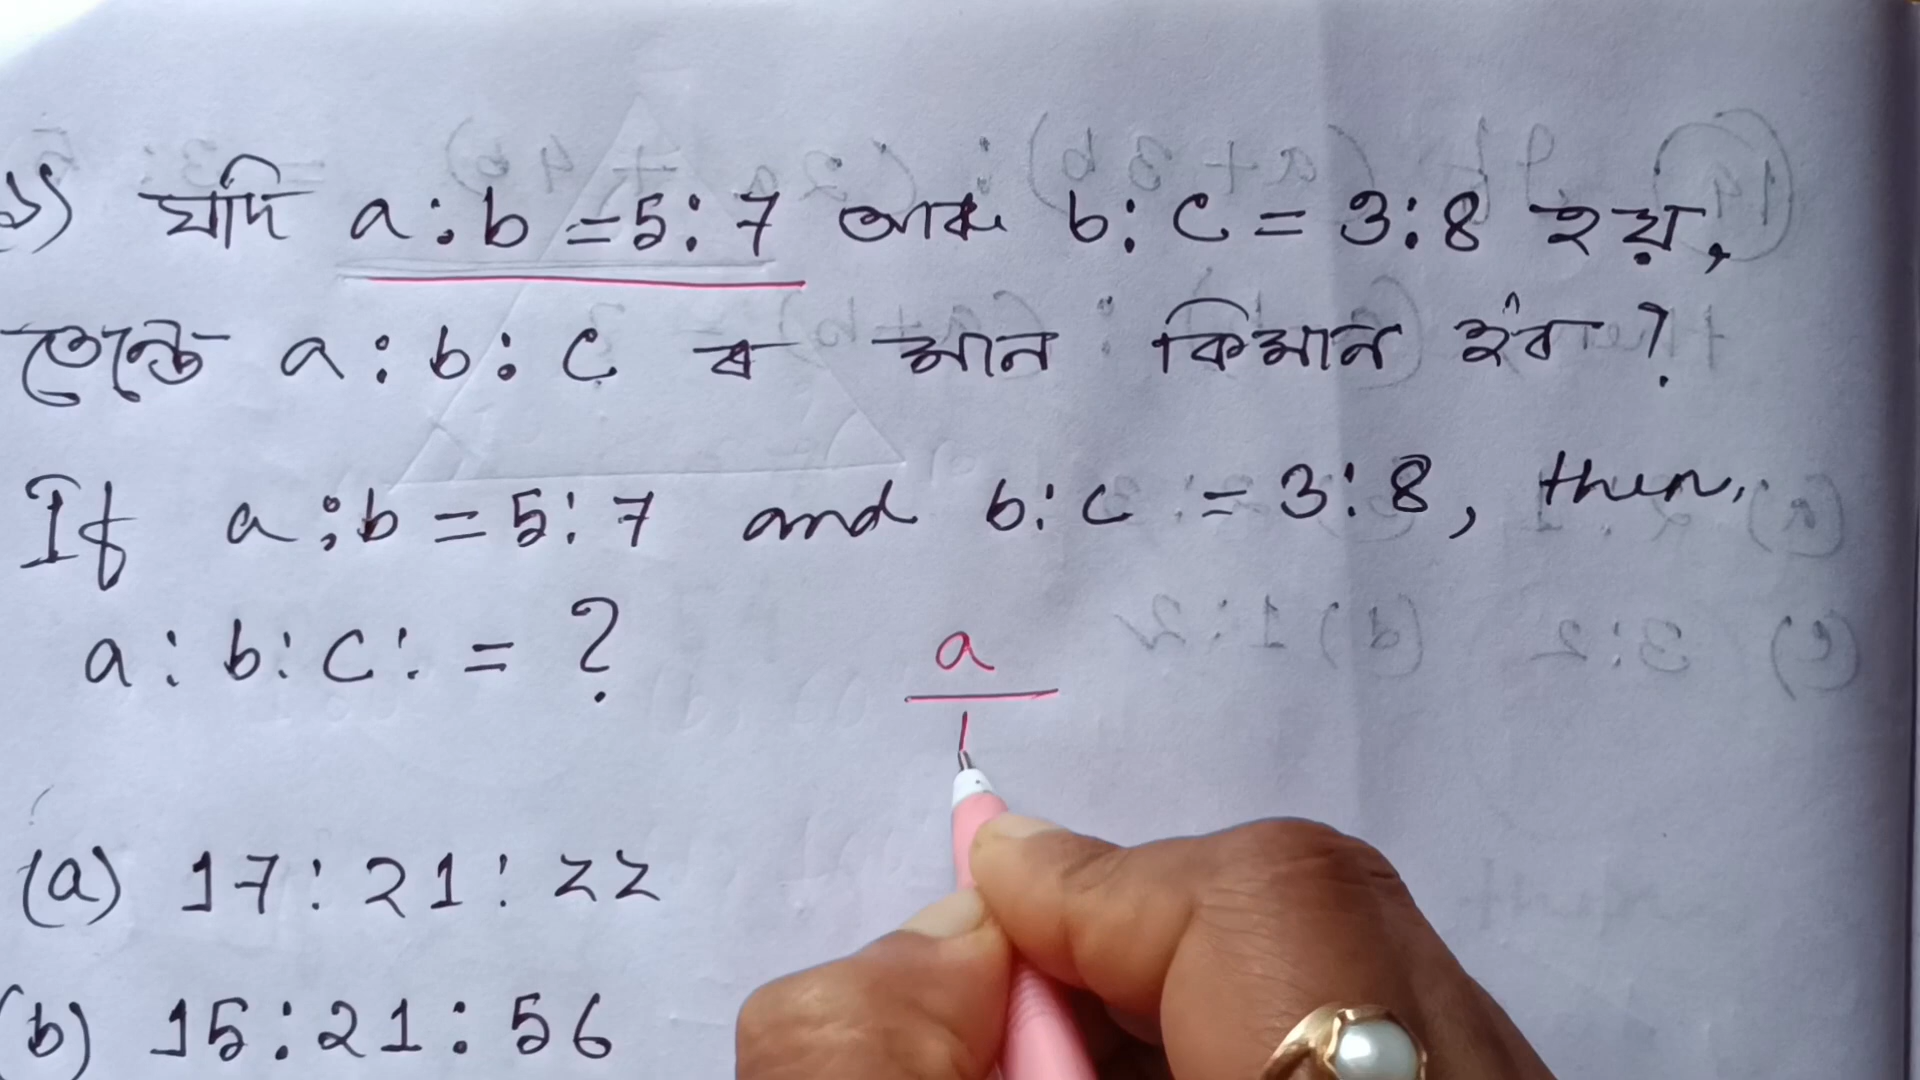 ১) যদি a : b = 5 : 7 আৰু b : c = 3 : 8 হয়,
তেন্তে a : b : c ৰ মান কিমান হ'ব ?
If a : b = 5 : 7 and b : c = 3 : 8, then,
a : b : c : = ?
a
(a) 17 : 21 : 22
(b) 15 : 21 : 56